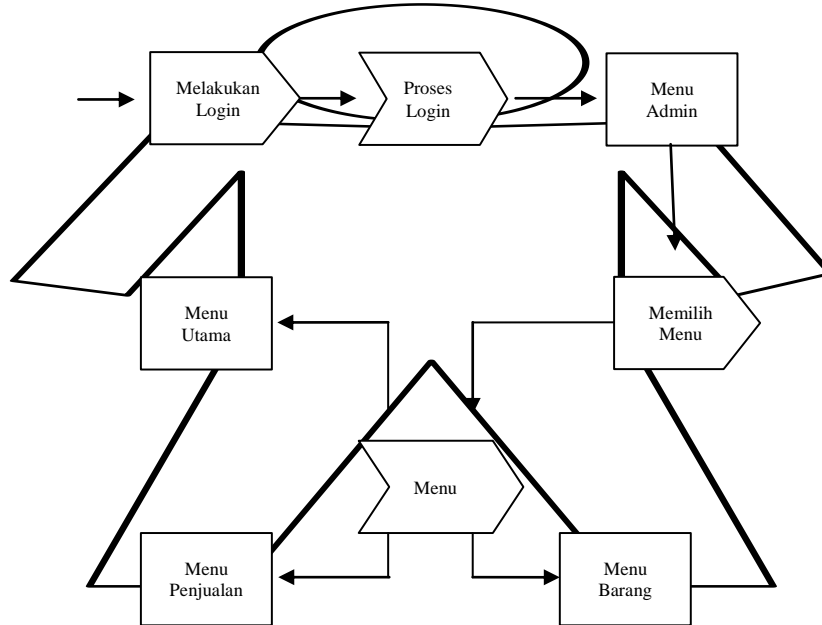 Melakukan
Login
Proses
Login
Menu
Admin
Menu
Utama
Memilih
Menu
Menu
Menu
Penjualan
Menu
Barang